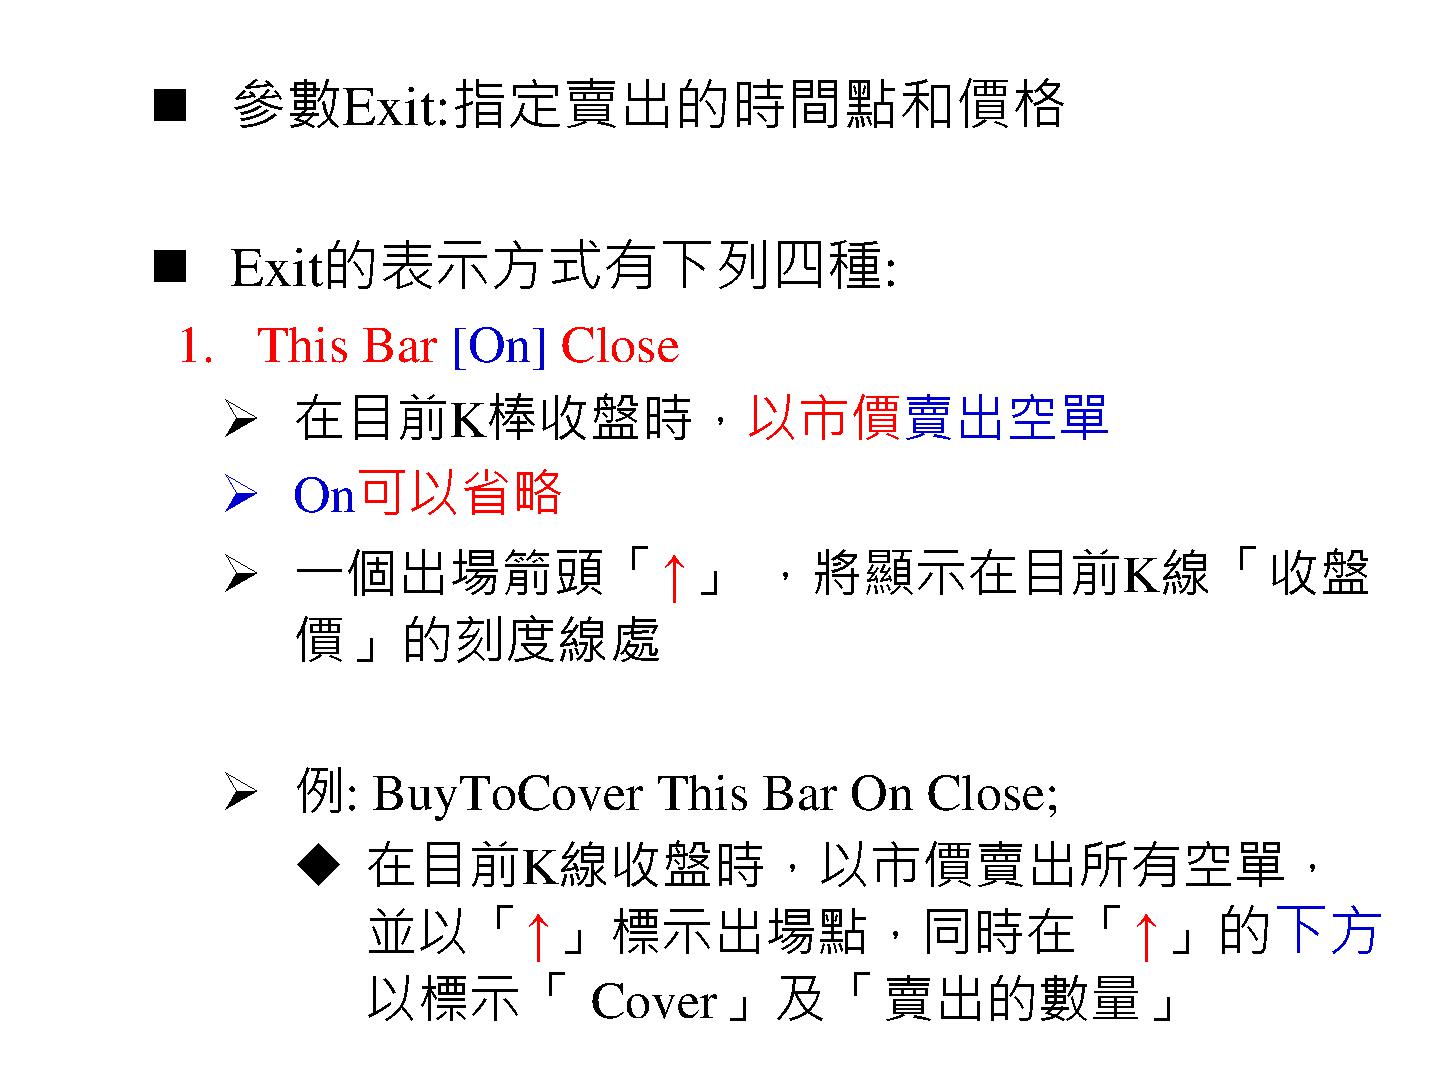 ■ 參數Exit:指定賣出的時間點和價格
■ Exit的表示方式有下列四種:
1. This Bar [On] Close
➢ 在目前K棒收盤時，以市價賣出空單
➢ On可以省略
➢ 一個出場箭頭「↑」，將顯示在目前K線「收盤
價」的刻度線處
➢ 例: BuyToCover This Bar On Close;
◆ 在目前K線收盤時，以市價賣出所有空單，
並以「↑」標示出場點，同時在「↑」的下方
以標示「 Cover」及「賣出的數量」